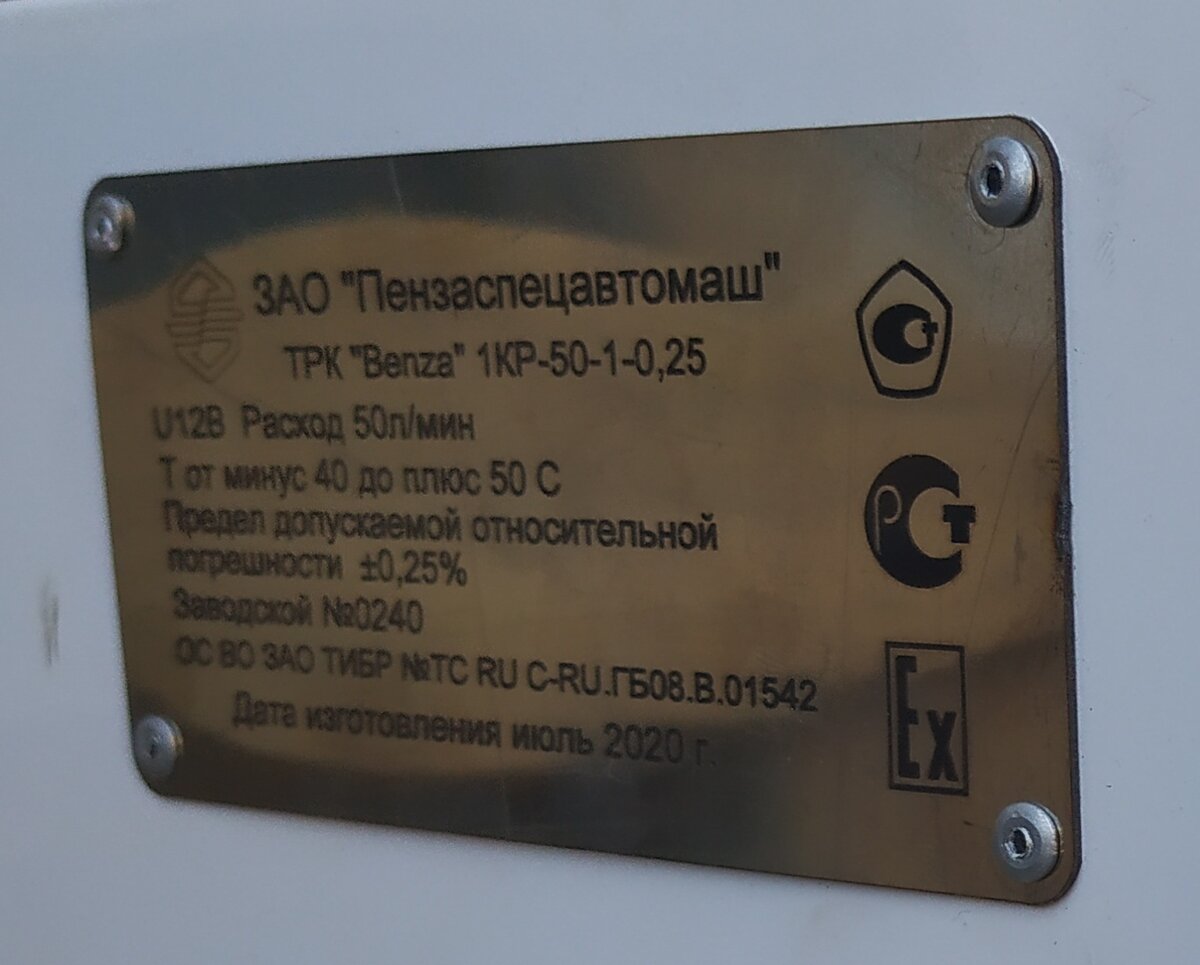 ЗАО "Пензаспецавтомаш"
ТРК "Benza" 1КР-50-1-0,25
U12В Расход 50л/мин
Т от минус 40 до плюс 50 С
Предел допускаемой относительной
погрешности ±0,25%
Заводской №0240
ОС ВО ЗАО ТИБР №ТС RU C-RU.ГБ08.В.01542
Дата изготовления июль 2020 г.
РСТ
Ex